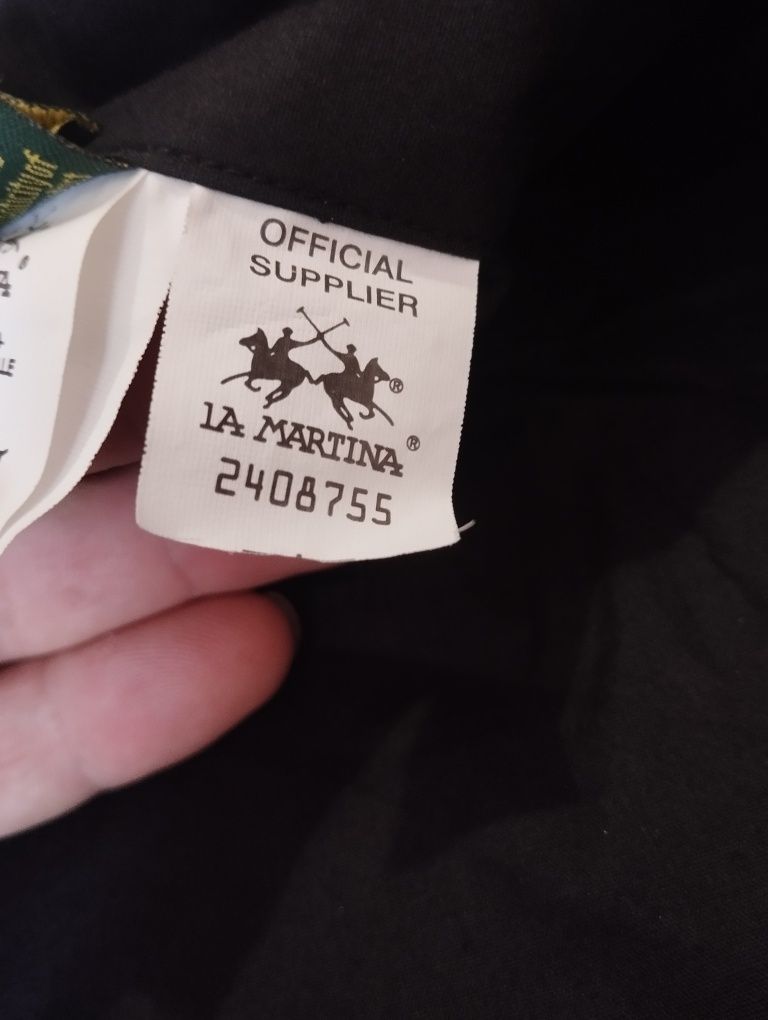 OFFICIAL
SUPPLIER
®
LA MARTINA®
2408755